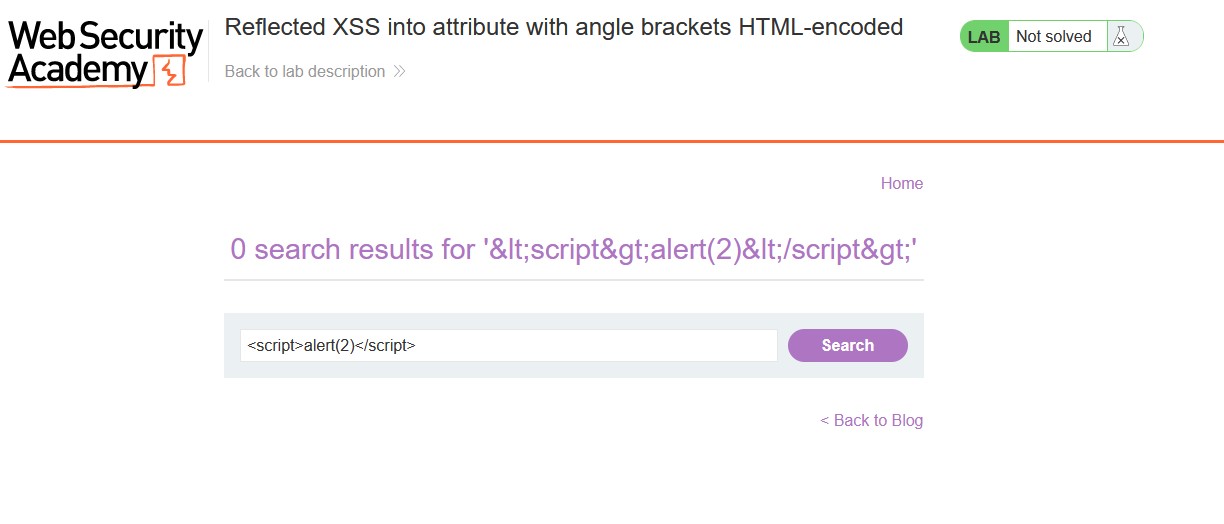 Web Security
Academy
Reflected XSS into attribute with angle brackets HTML-encoded
Back to lab description
LAB Not solved
Home
0 search results for '&lt;script&gt;alert(2)&lt;/script&gt;'
<script>alert(2)</script>
Search
< Back to Blog